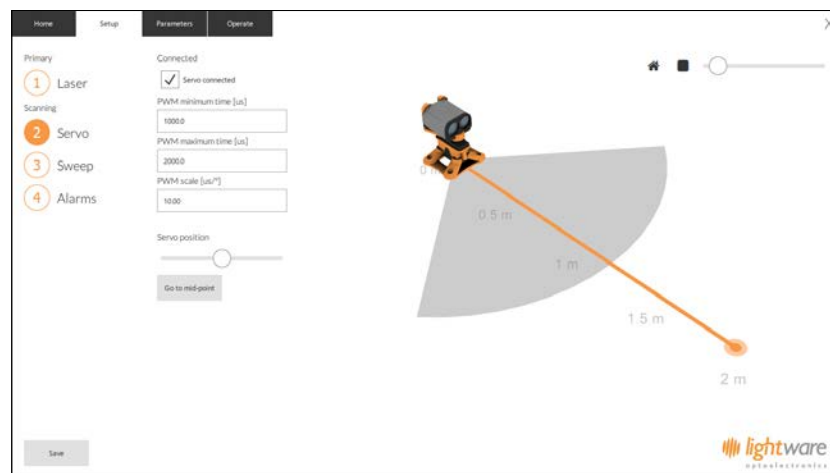 Home
Setup
Parameters
Operate
Primary
1 Laser
Scanning
2 Servo
3 Sweep
4 Alarms
Connected
Servo connected
PWM minimum time [us]
1000.0
PWM maximum time [us]
2000.0
PWM scale [us/°]
10.00
Servo position
Go to mid-point
Save
0 m
0.5 m
1 m
1.5 m
2 m
lightware
optoelectronics